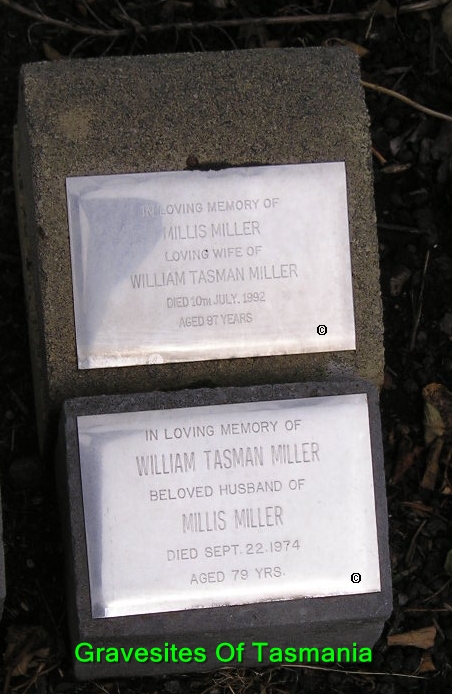 IN LOVING MEMORY OF
MILLIS MILLER
LOVING WIFE OF
WILLIAM TASMAN MILLER
DIED 10TH JULY, 1992
AGED 97 YEARS
©
IN LOVING MEMORY OF
WILLIAM TASMAN MILLER
BELOVED HUSBAND OF
MILLIS MILLER
DIED SEPT. 22.1974
AGED 79 YRS.
©
Gravesites Of Tasmania